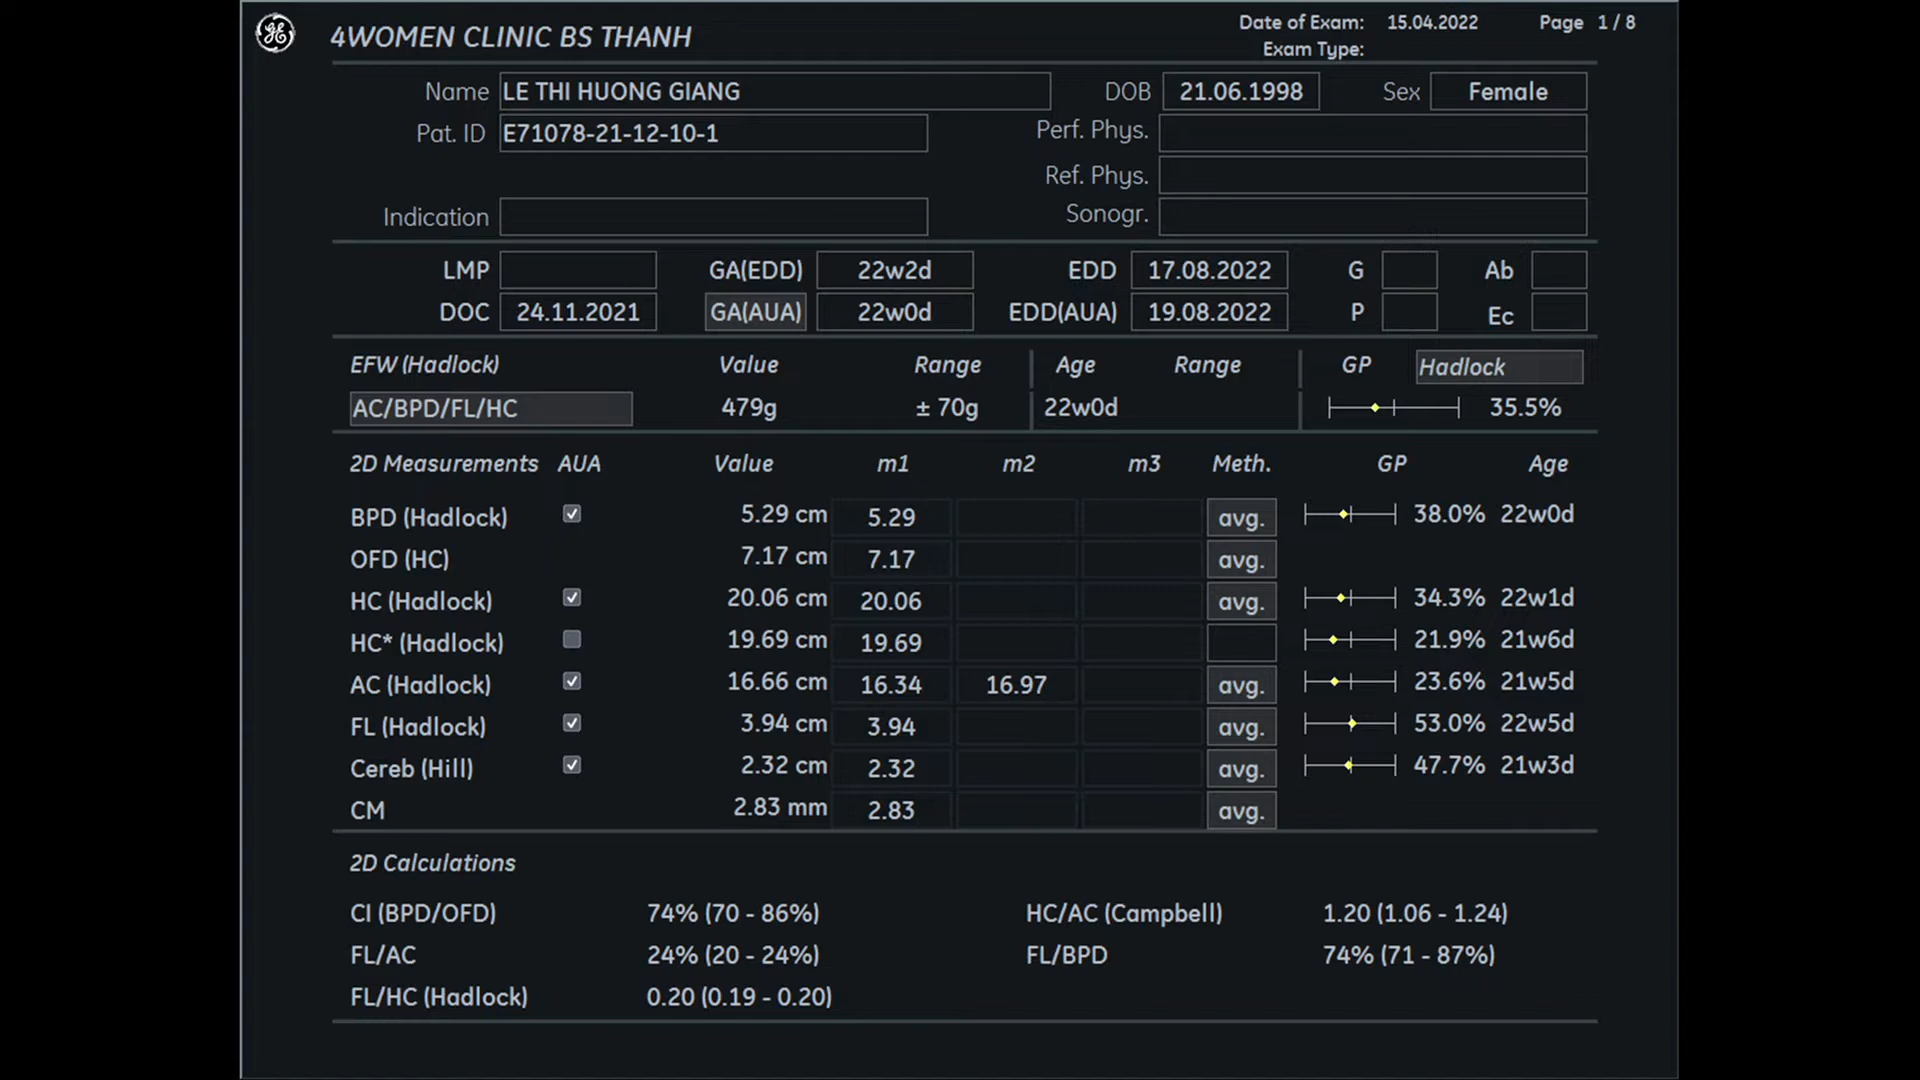 GE
4WOMEN CLINIC BS THANH
Date of Exam: 15.04.2022 Page 1 / 8
Exam Type:
Name LE THI HUONG GIANG DOB 21.06.1998 Sex Female
Pat. ID E71078-21-12-10-1 Perf. Phys.
Ref. Phys.
Indication Sonogr.
LMP GA(EDD) 22w2d EDD 17.08.2022 G Ab
DOC 24.11.2021 GA(AUA) 22w0d EDD(AUA) 19.08.2022 P Ec
EFW (Hadlock) Value Range Age Range GP Hadlock
AC/BPD/FL/HC 479g ± 70g 22w0d 35.5%
2D Measurements AUA Value m1 m2 m3 Meth. GP Age
BPD (Hadlock) 5.29 cm 5.29 avg. 38.0% 22w0d
OFD (HC) 7.17 cm 7.17 avg.
HC (Hadlock) 20.06 cm 20.06 avg. 34.3% 22w1d
HC* (Hadlock) 19.69 cm 19.69 21.9% 21w6d
AC (Hadlock) 16.66 cm 16.34 16.97 avg. 23.6% 21w5d
FL (Hadlock) 3.94 cm 3.94 avg. 53.0% 22w5d
Cereb (Hill) 2.32 cm 2.32 avg. 47.7% 21w3d
CM 2.83 mm 2.83 avg.
2D Calculations
CI (BPD/OFD) 74% (70 - 86%) HC/AC (Campbell) 1.20 (1.06 - 1.24)
FL/AC 24% (20 - 24%) FL/BPD 74% (71 - 87%)
FL/HC (Hadlock) 0.20 (0.19 - 0.20)